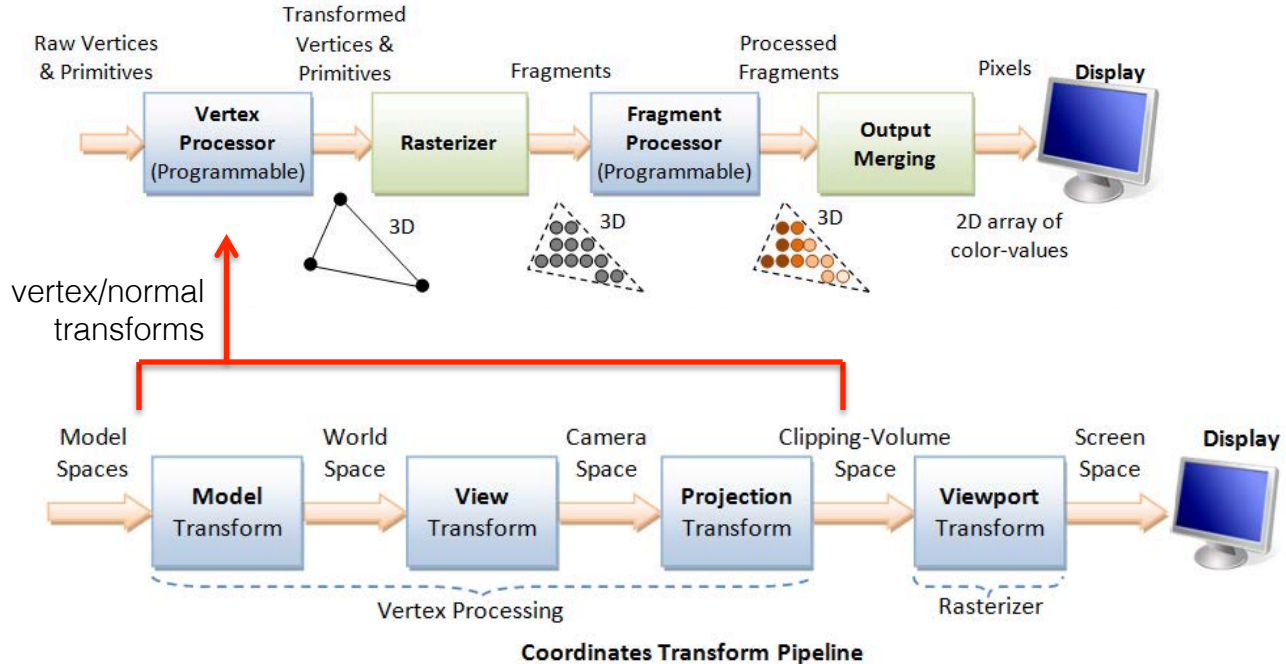 Raw Vertices
& Primitives
Transformed
Vertices &
Primitives
Fragments
Processed
Fragments
Pixels
Display
Vertex
Processor
(Programmable)
Rasterizer
Fragment
Processor
(Programmable)
Output
Merging
3D
3D
3D
2D array of
color-values
vertex/normal
transforms
Model
Spaces
World
Space
Camera
Space
Clipping-Volume
Space
Screen
Space
Display
Model
Transform
View
Transform
Projection
Transform
Viewport
Transform
Vertex Processing
Rasterizer
Coordinates Transform Pipeline